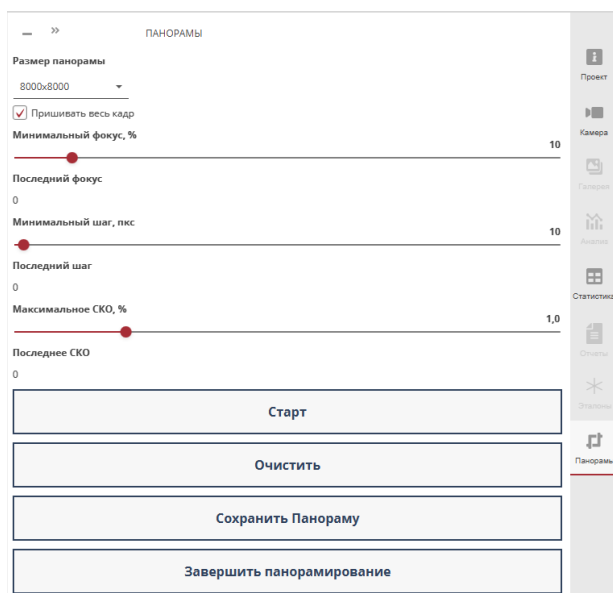 ПАНОРАМЫ
Размер панорамы
8000x8000
Пришивать весь кадр
Минимальный фокус, %
10
Последний фокус
0
Минимальный шаг, пкс
10
Последний шаг
0
Максимальное СКО, %
1,0
Последнее СКО
0
Старт
Очистить
Сохранить Панораму
Завершить панорамирование
Проект
Камера
Галерея
Анализ
Статистика
Отчеты
Эталоны
Панорамы